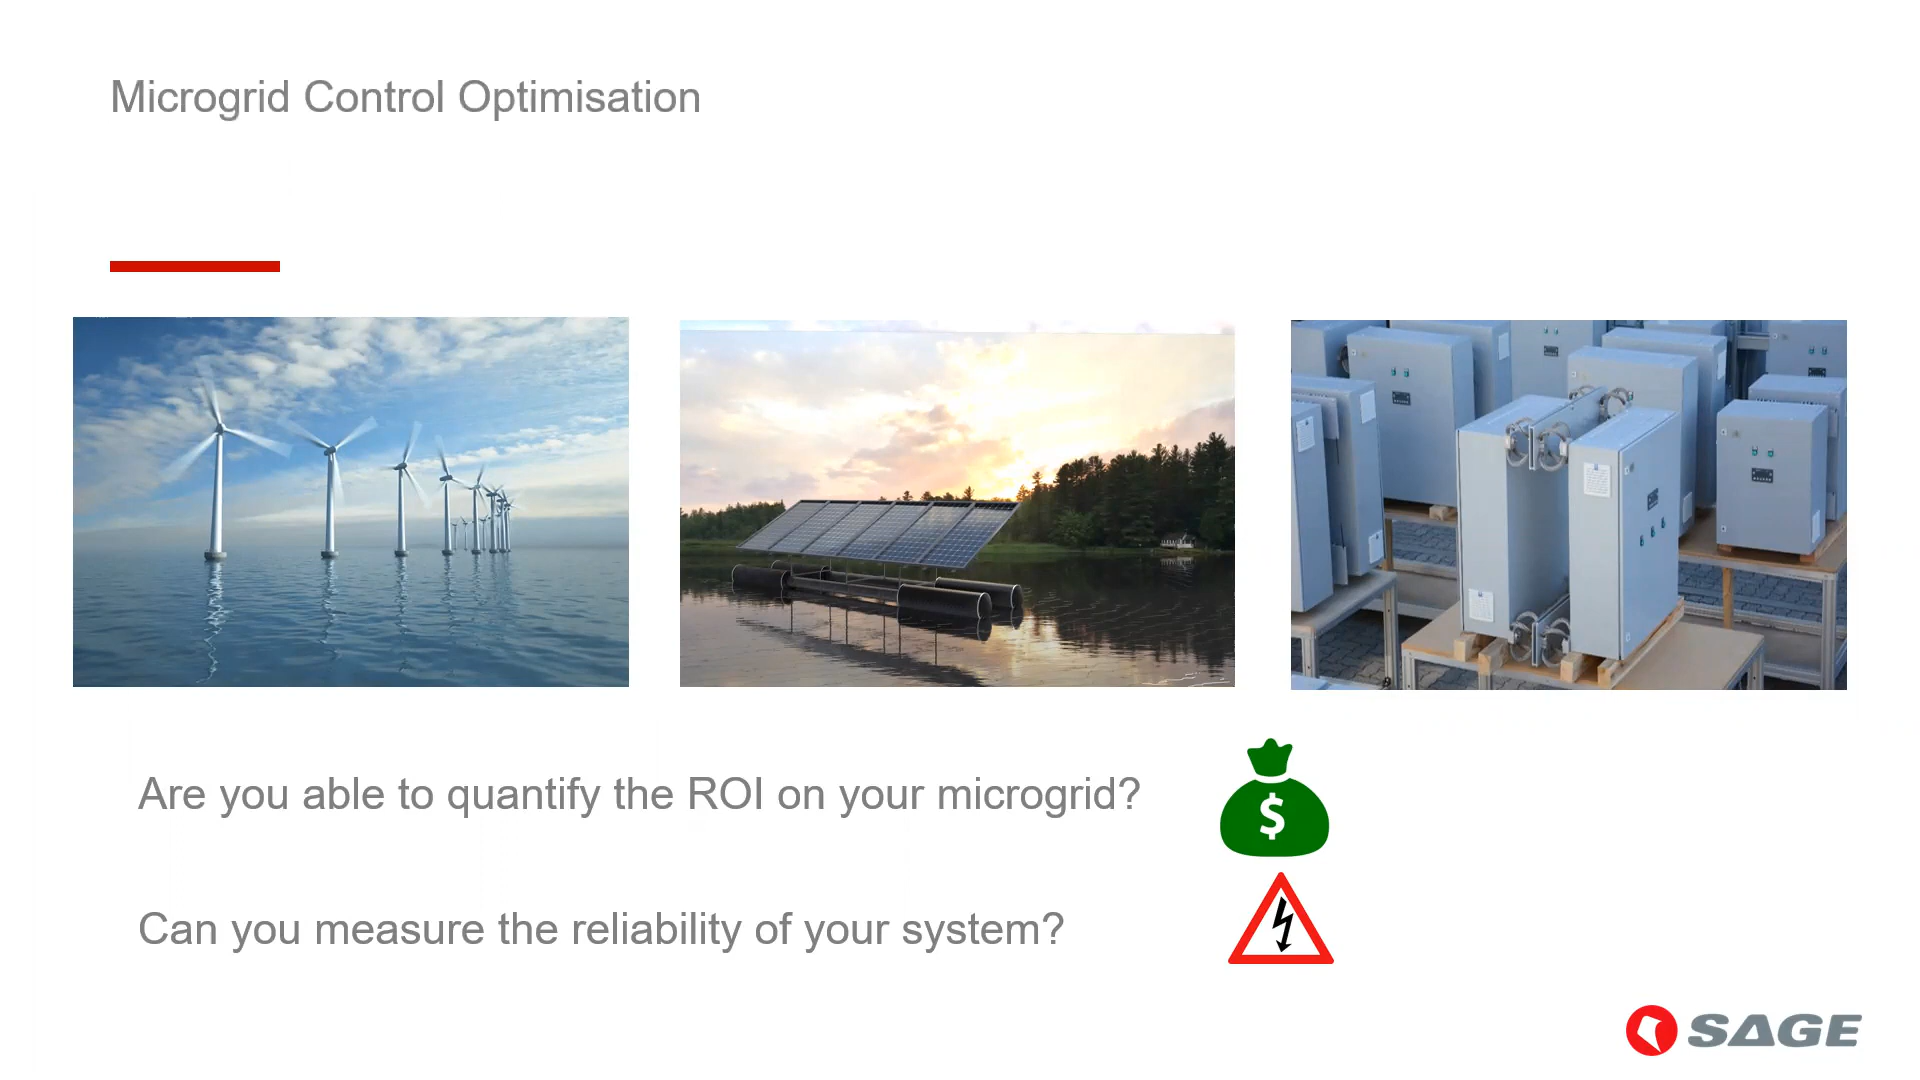 Microgrid Control Optimisation
Are you able to quantify the ROI on your microgrid?
$
Can you measure the reliability of your system?
SAGE